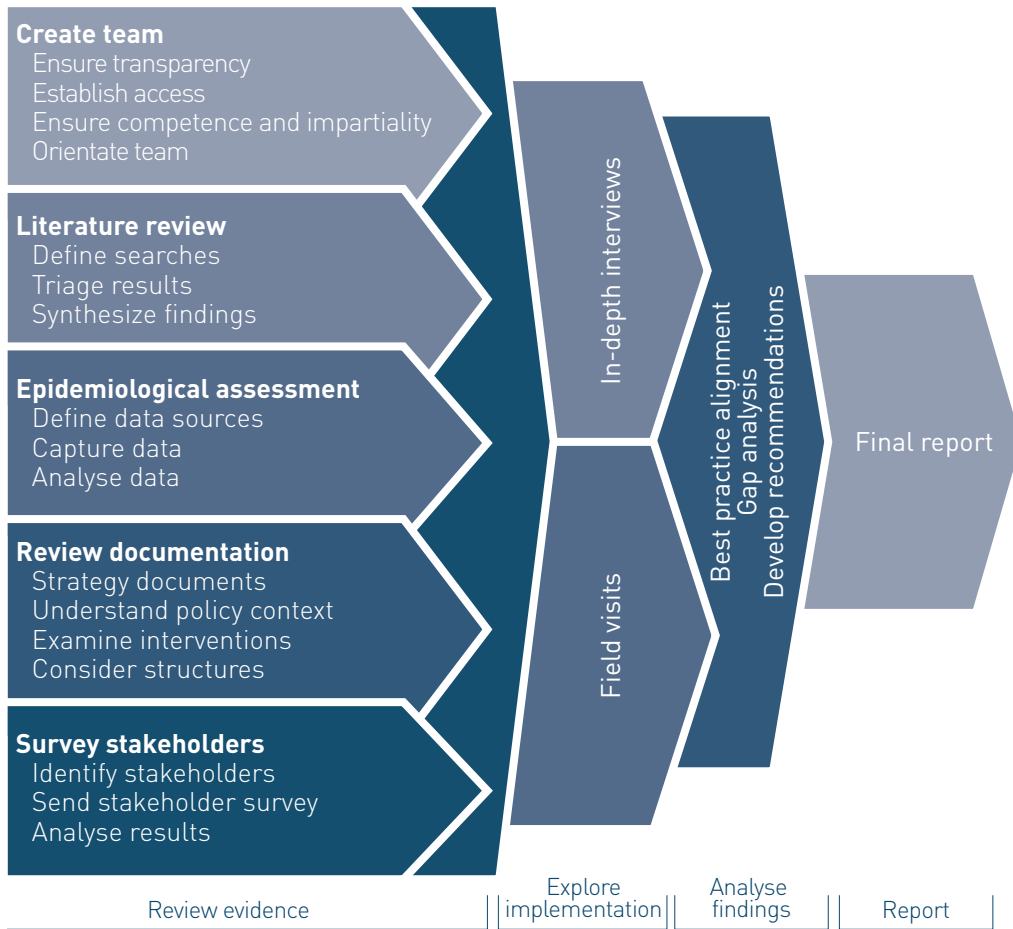 Create team
Ensure transparency
Establish access
Ensure competence and impartiality
Orientate team
Literature review
Define searches
Triage results
Synthesize findings
Epidemiological assessment
Define data sources
Capture data
Analyse data
Review documentation
Strategy documents
Understand policy context
Examine interventions
Consider structures
Survey stakeholders
Identify stakeholders
Send stakeholder survey
Analyse results
In-depth interviews
Field visits
Best practice alignment
Gap analysis
Develop recommendations
Final report
Review evidence
Explore
implementation
Analyse
findings
Report